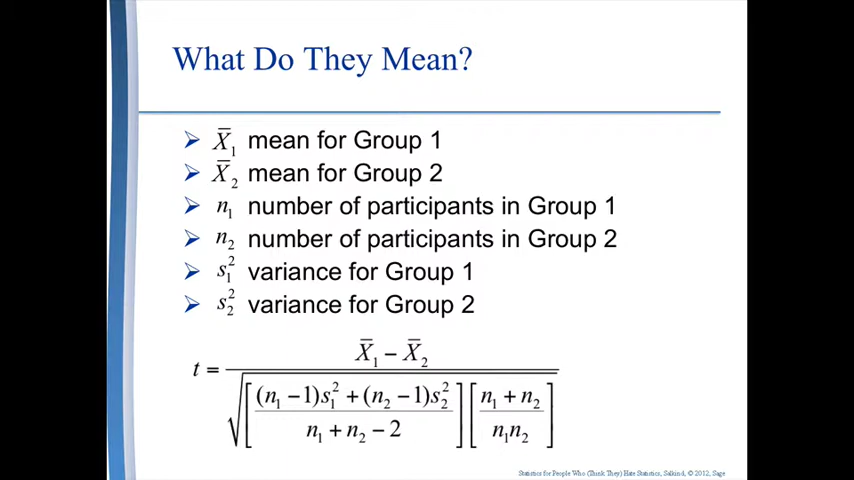 What Do They Mean?
X̄₁ mean for Group 1
X̄₂ mean for Group 2
n₁ number of participants in Group 1
n₂ number of participants in Group 2
s₁² variance for Group 1
s₂² variance for Group 2
t = (X̄₁ − X̄₂) / √([((n₁ − 1)s₁² + (n₂ − 1)s₂²) / (n₁ + n₂ − 2)] [(n₁ + n₂) / (n₁n₂)])
Statistics for People Who (Think They) Hate Statistics, Salkind, © 2012, Sage